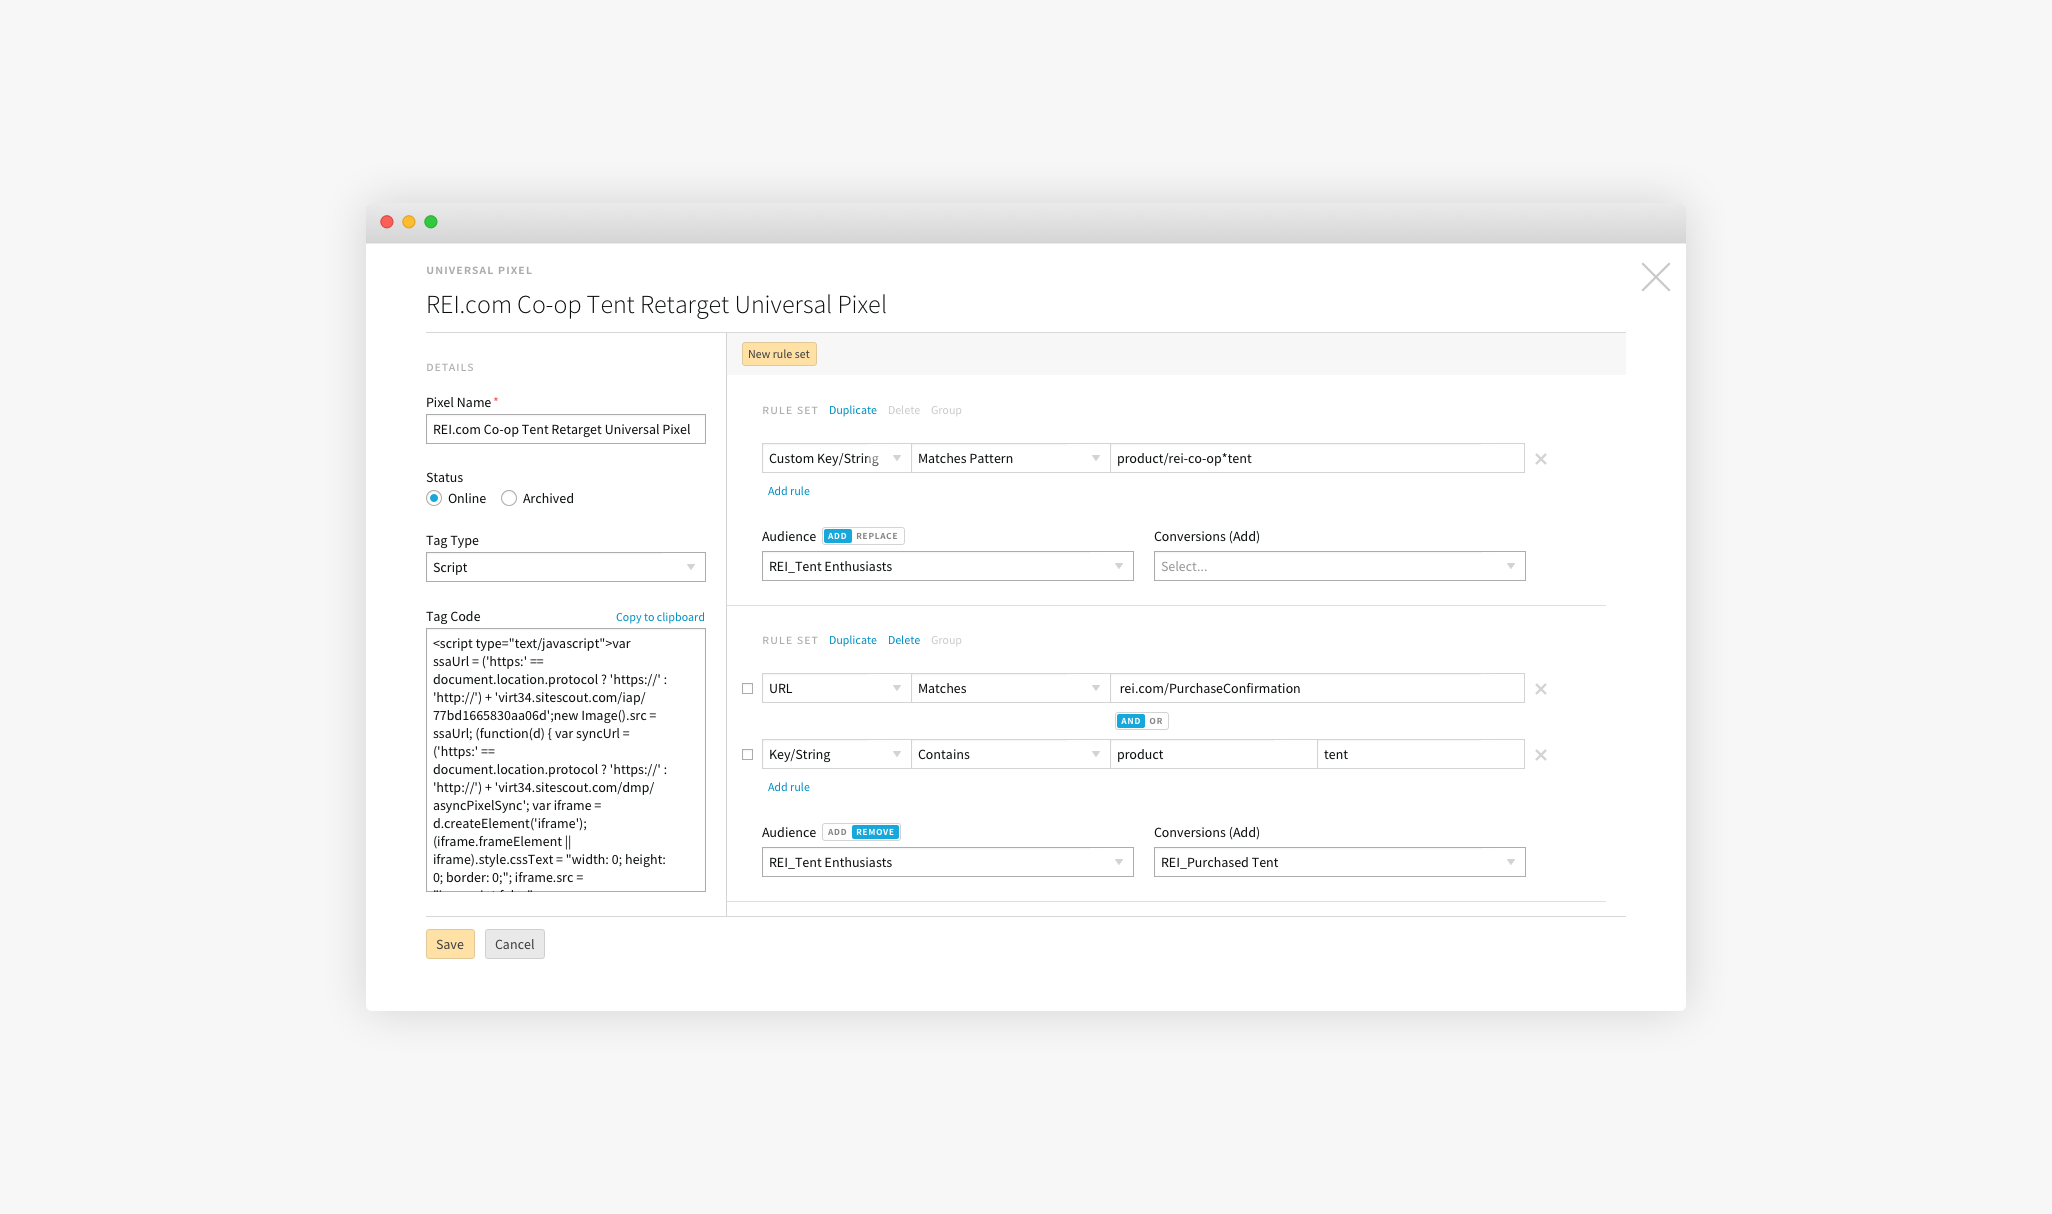 UNIVERSAL PIXEL
REI.com Co-op Tent Retarget Universal Pixel
DETAILS
Pixel Name*
REI.com Co-op Tent Retarget Universal Pixel
Status
Online Archived
Tag Type
Script
Tag Code Copy to clipboard
<script type="text/javascript">var
ssaUrl = ('https:' ==
document.location.protocol ? 'https://' :
'http://') + 'virt34.sitescout.com/iap/
77bd1665830aa06d';new Image().src =
ssaUrl; (function(d) { var syncUrl =
('https:' ==
document.location.protocol ? 'https://' :
'http://') + 'virt34.sitescout.com/dmp/
asyncPixelSync'; var iframe =
d.createElement('iframe');
(iframe.frameElement ||
iframe).style.cssText = "width: 0; height:
0; border: 0;"; iframe.src =
New rule set
RULE SET Duplicate Delete Group
Custom Key/String Matches Pattern product/rei-co-op*tent
Add rule
Audience ADD REPLACE Conversions (Add)
REI_Tent Enthusiasts Select...
RULE SET Duplicate Delete Group
URL Matches rei.com/PurchaseConfirmation
AND OR
Key/String Contains product tent
Add rule
Audience ADD REMOVE Conversions (Add)
REI_Tent Enthusiasts REI_Purchased Tent
Save Cancel